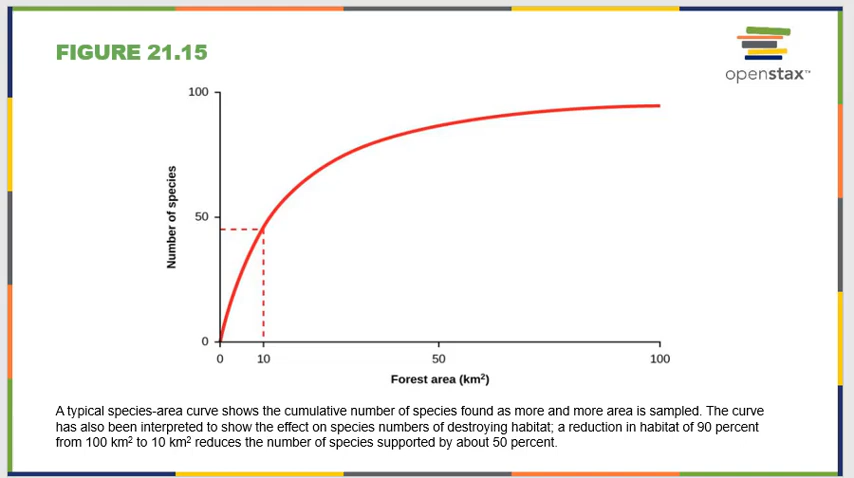 FIGURE 21.15
openstax™
100
50
0
Number of species
0 10 50 100
Forest area (km²)
A typical species-area curve shows the cumulative number of species found as more and more area is sampled. The curve
has also been interpreted to show the effect on species numbers of destroying habitat; a reduction in habitat of 90 percent
from 100 km² to 10 km² reduces the number of species supported by about 50 percent.